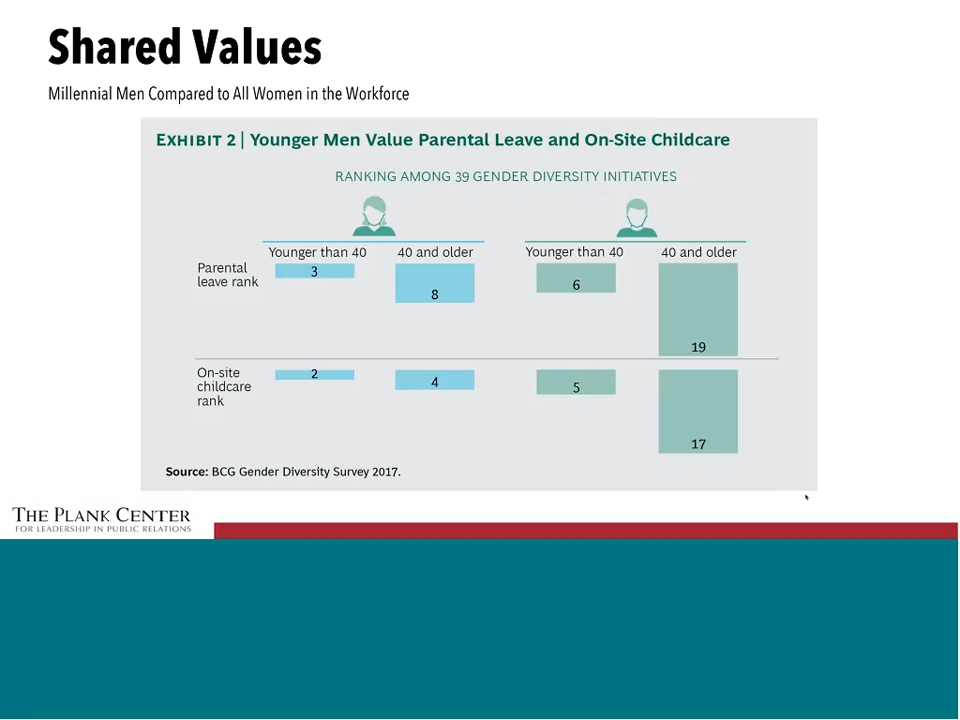 Shared Values
Millennial Men Compared to All Women in the Workforce
EXHIBIT 2 | Younger Men Value Parental Leave and On-Site Childcare
RANKING AMONG 39 GENDER DIVERSITY INITIATIVES
Younger than 40 40 and older Younger than 40 40 and older
Parental
leave rank
3 8 6 19
On-site
childcare
rank
2 4 5 17
Source: BCG Gender Diversity Survey 2017.
THE PLANK CENTER
FOR LEADERSHIP IN PUBLIC RELATIONS